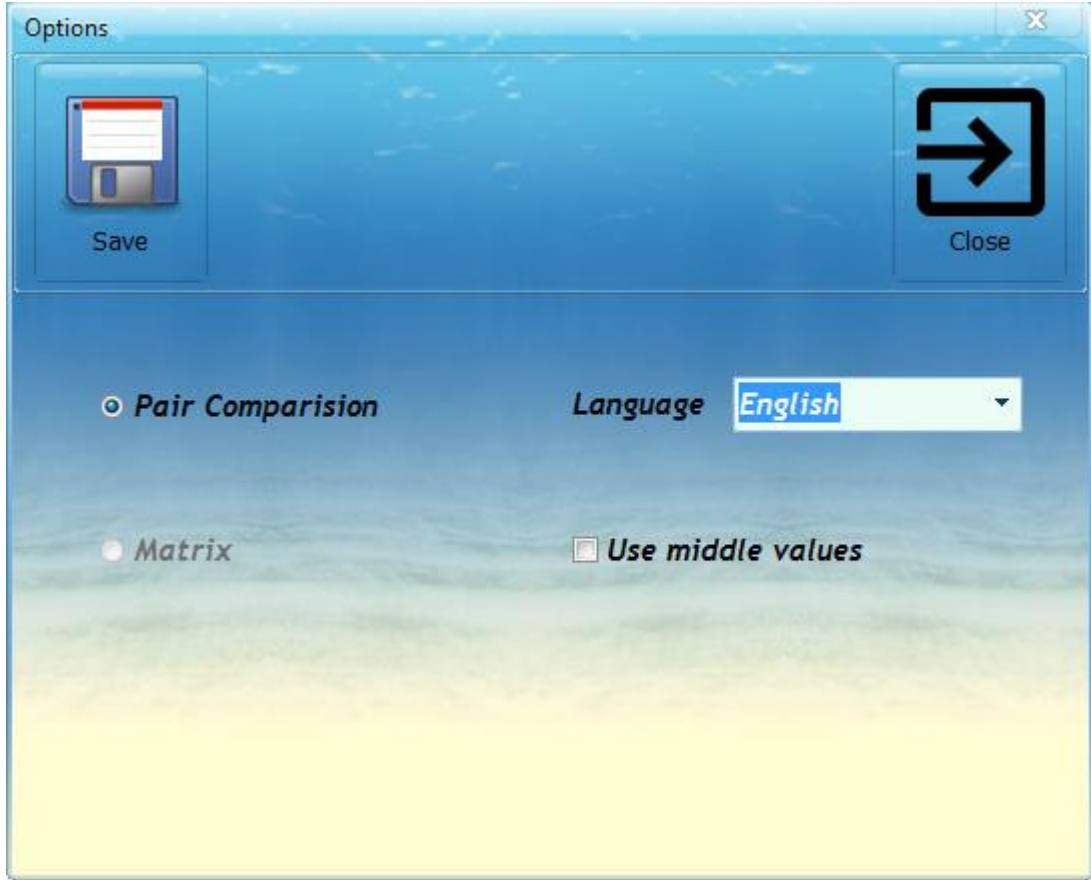 Options
Save
Close
Pair Comparision
Language English
Matrix
Use middle values